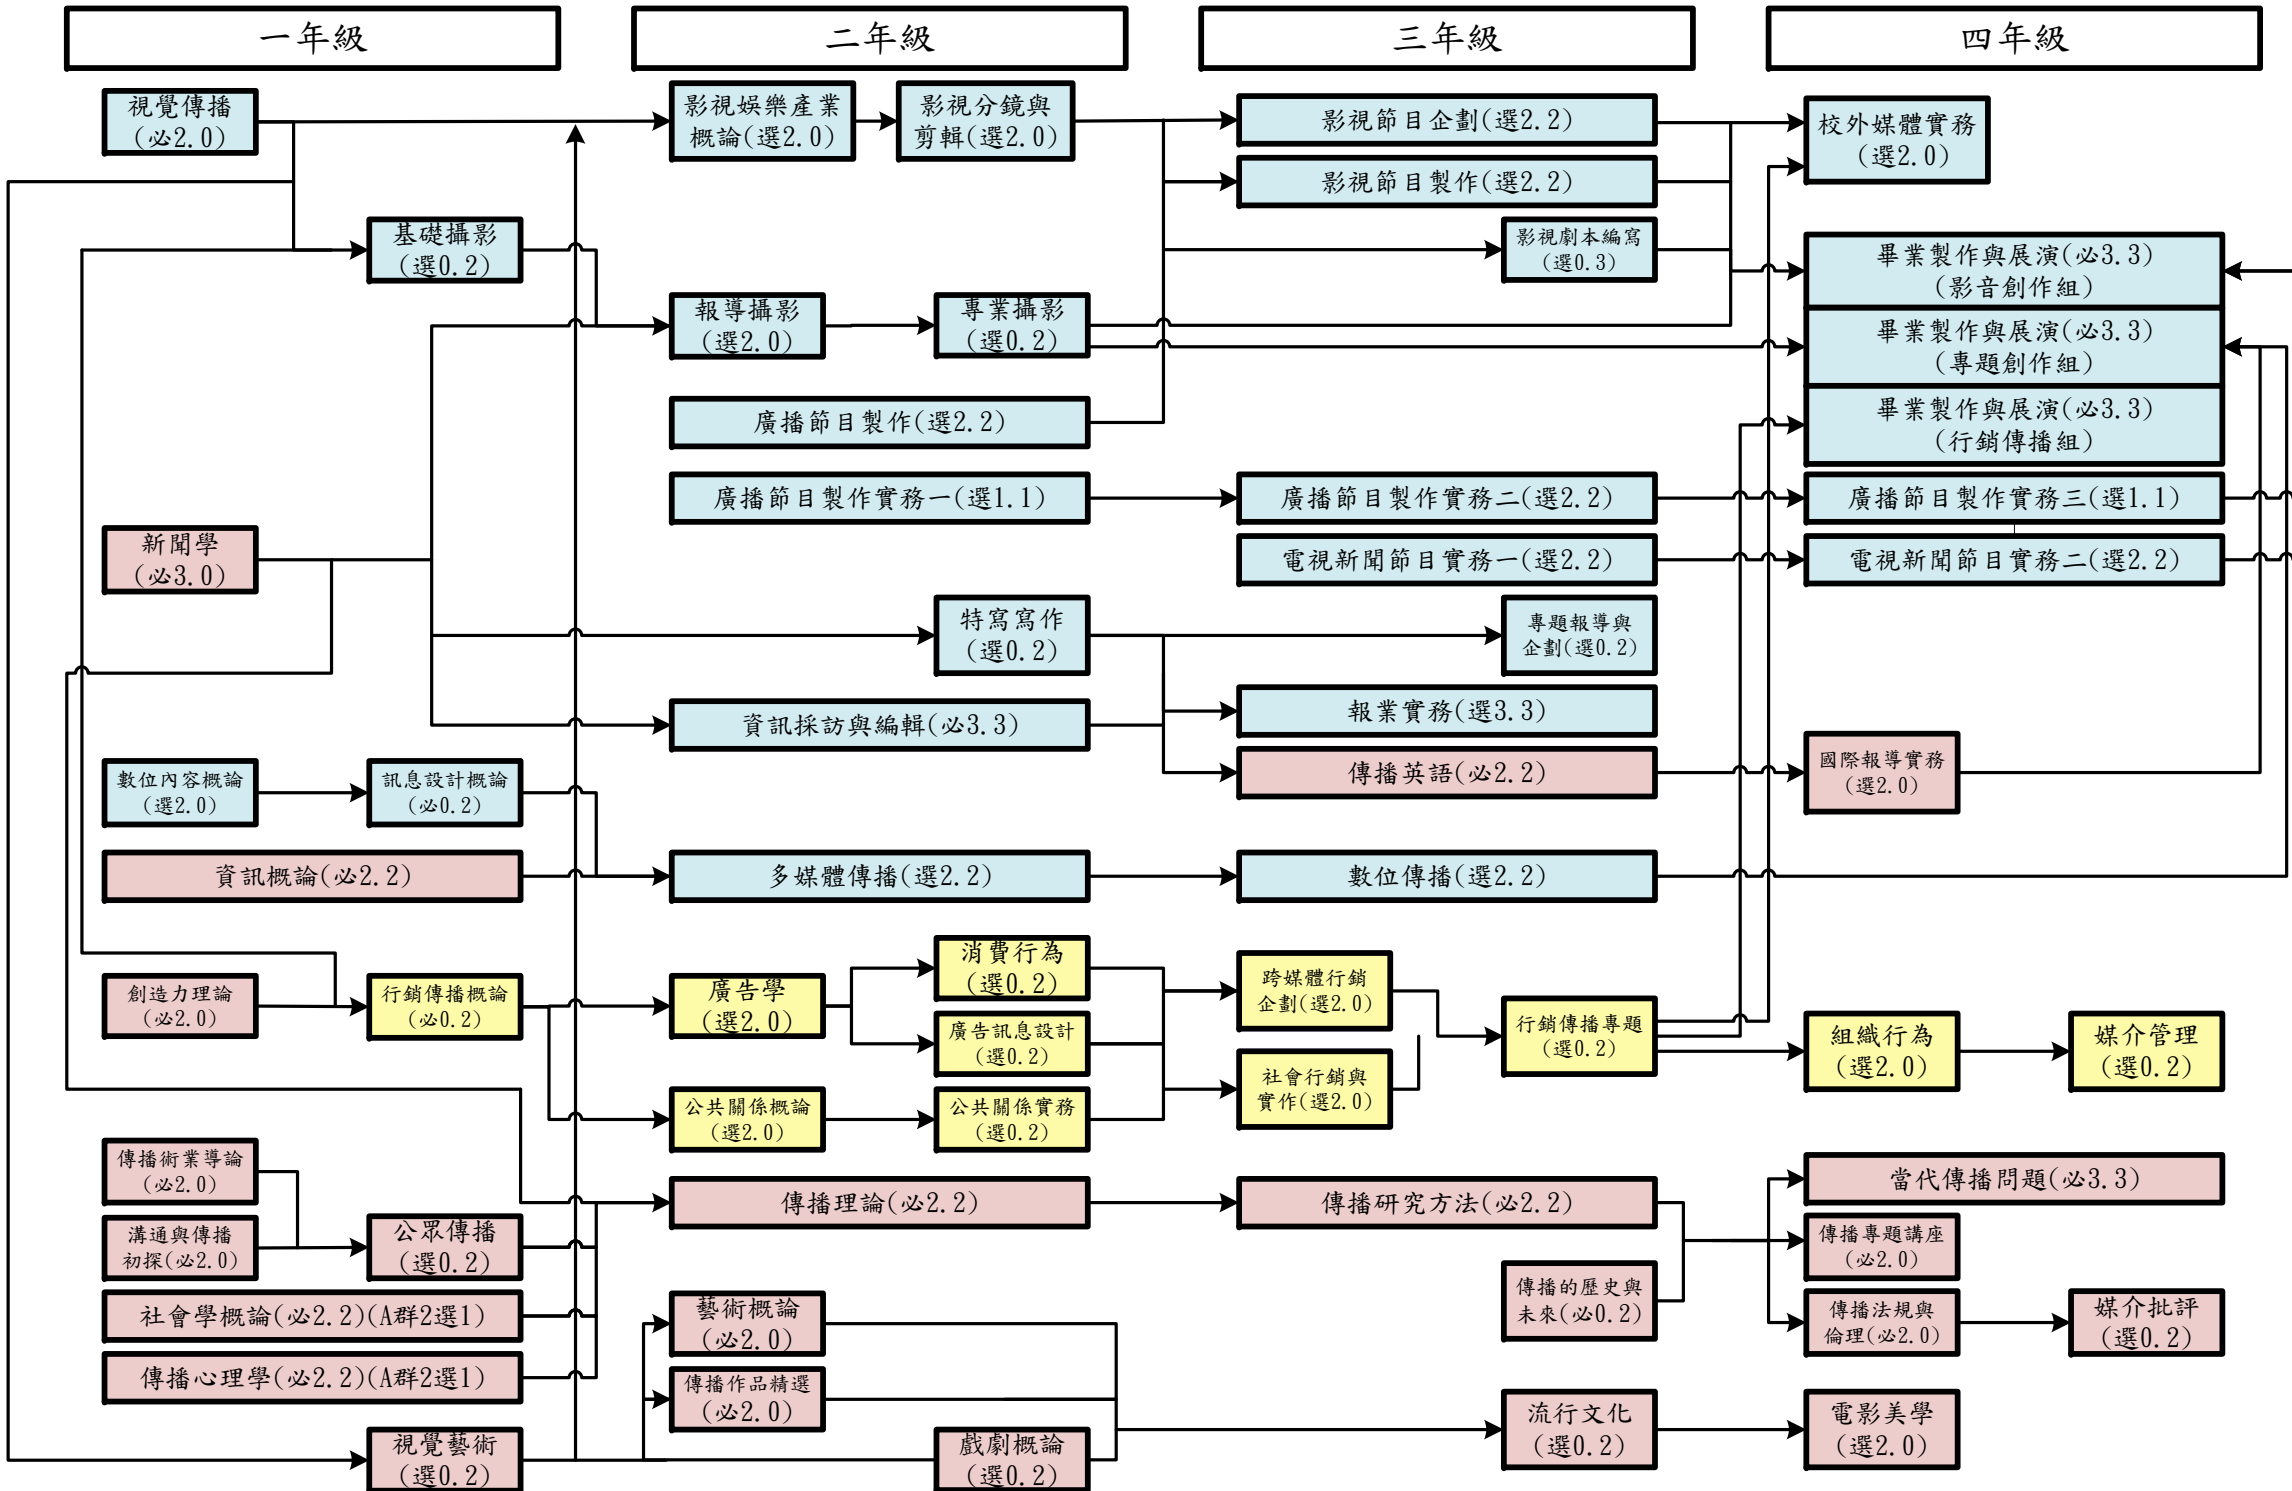 一年級
二年級
三年級
四年級
視覺傳播
(必2.0)
影視娛樂產業
概論(選2.0)
影視分鏡與
剪輯(選2.0)
影視節目企劃(選2.2)
校外媒體實務
(選2.0)
影視節目製作(選2.2)
基礎攝影
(選0.2)
影視劇本編寫
(選0.3)
畢業製作與展演(必3.3)
(影音創作組)
報導攝影
(選2.0)
專業攝影
(選0.2)
畢業製作與展演(必3.3)
(專題創作組)
廣播節目製作(選2.2)
畢業製作與展演(必3.3)
(行銷傳播組)
廣播節目製作實務一(選1.1)
廣播節目製作實務二(選2.2)
廣播節目製作實務三(選1.1)
新聞學
(必3.0)
電視新聞節目實務一(選2.2)
電視新聞節目實務二(選2.2)
特寫寫作
(選0.2)
專題報導與
企劃(選0.2)
資訊採訪與編輯(必3.3)
報業實務(選3.3)
數位內容概論
(選2.0)
訊息設計概論
(必0.2)
傳播英語(必2.2)
國際報導實務
(選2.0)
資訊概論(必2.2)
多媒體傳播(選2.2)
數位傳播(選2.2)
創造力理論
(必2.0)
行銷傳播概論
(必0.2)
廣告學
(選2.0)
消費行為
(選0.2)
廣告訊息設計
(選0.2)
跨媒體行銷
企劃(選2.0)
行銷傳播專題
(選0.2)
組織行為
(選2.0)
媒介管理
(選0.2)
公共關係概論
(選2.0)
公共關係實務
(選0.2)
社會行銷與
實作(選2.0)
傳播術業導論
(必2.0)
傳播理論(必2.2)
傳播研究方法(必2.2)
當代傳播問題(必3.3)
溝通與傳播
初探(必2.0)
公眾傳播
(選0.2)
傳播專題講座
(必2.0)
社會學概論(必2.2)(A群2選1)
藝術概論
(必2.0)
傳播的歷史與
未來(必0.2)
傳播法規與
倫理(必2.0)
媒介批評
(選0.2)
傳播心理學(必2.2)(A群2選1)
傳播作品精選
(必2.0)
視覺藝術
(選0.2)
戲劇概論
(選0.2)
流行文化
(選0.2)
電影美學
(選2.0)